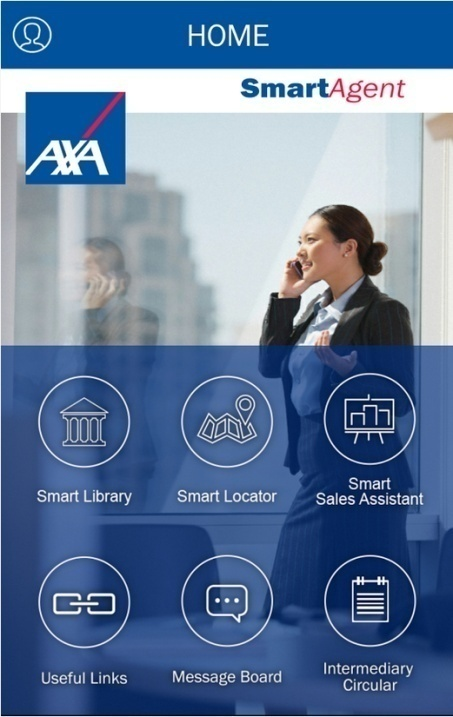 HOME
SmartAgent
AXA
Smart Library
Smart Locator
Smart
Sales Assistant
Useful Links
Message Board
Intermediary
Circular